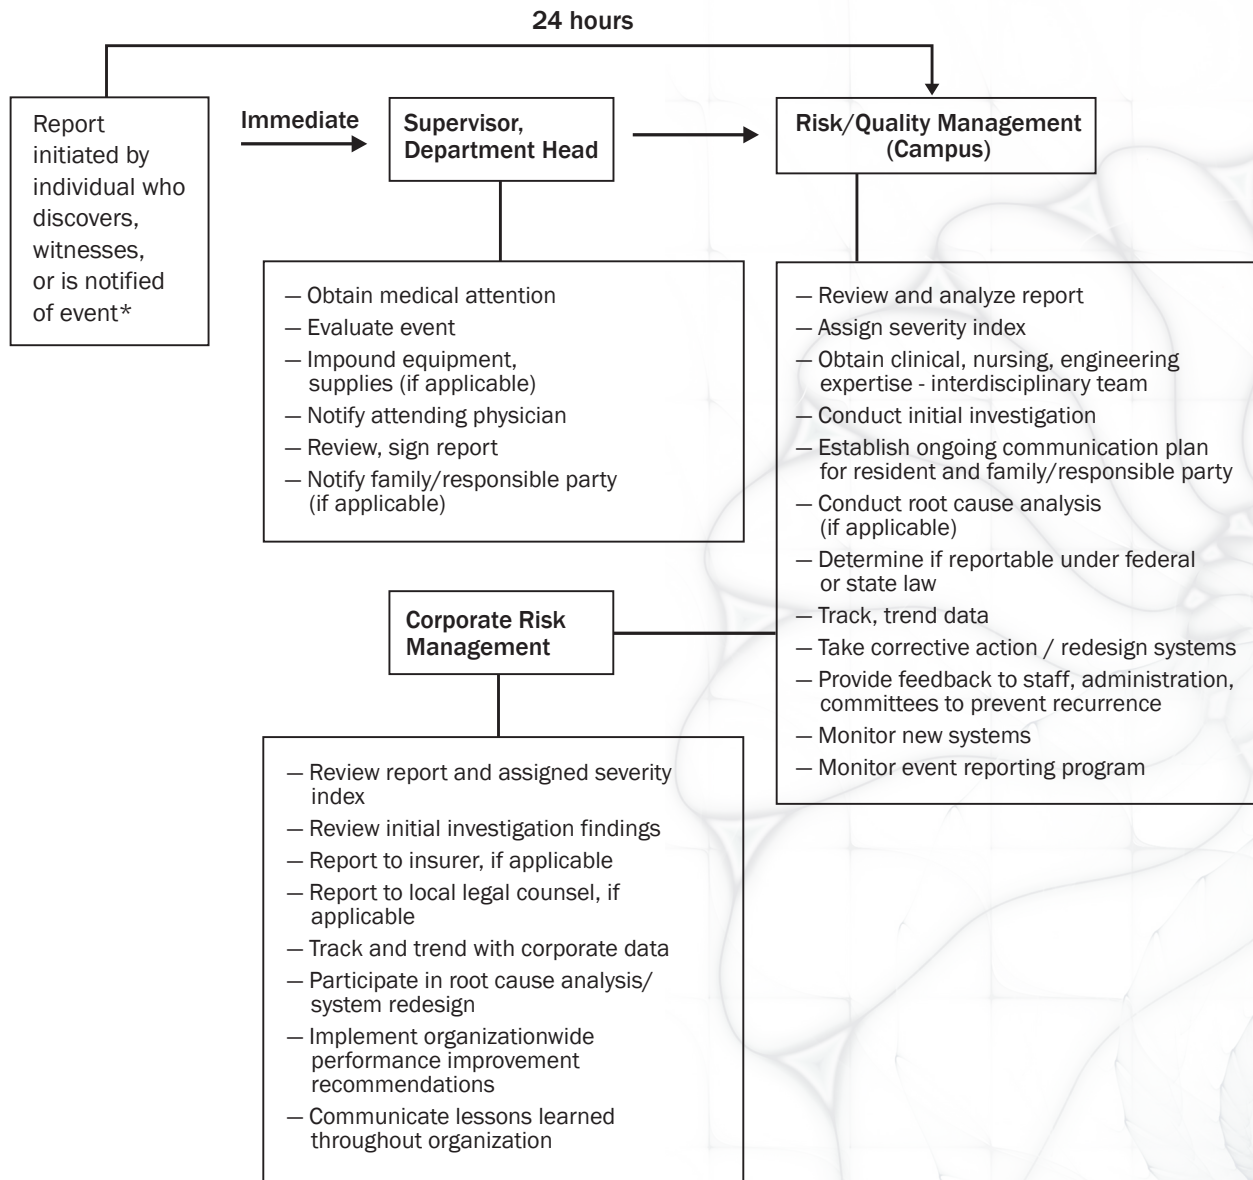 24 hours
Report
initiated by
individual who
discovers,
witnesses,
or is notified
of event*
Immediate
Supervisor,
Department Head
Risk/Quality Management
(Campus)
— Obtain medical attention
— Evaluate event
— Impound equipment,
supplies (if applicable)
— Notify attending physician
— Review, sign report
— Notify family/responsible party
(if applicable)
— Review and analyze report
— Assign severity index
— Obtain clinical, nursing, engineering
expertise - interdisciplinary team
— Conduct initial investigation
— Establish ongoing communication plan
for resident and family/responsible party
— Conduct root cause analysis
(if applicable)
— Determine if reportable under federal
or state law
— Track, trend data
— Take corrective action / redesign systems
— Provide feedback to staff, administration,
committees to prevent recurrence
— Monitor new systems
— Monitor event reporting program
Corporate Risk
Management
— Review report and assigned severity
index
— Review initial investigation findings
— Report to insurer, if applicable
— Report to local legal counsel, if
applicable
— Track and trend with corporate data
— Participate in root cause analysis/
system redesign
— Implement organizationwide
performance improvement
recommendations
— Communicate lessons learned
throughout organization